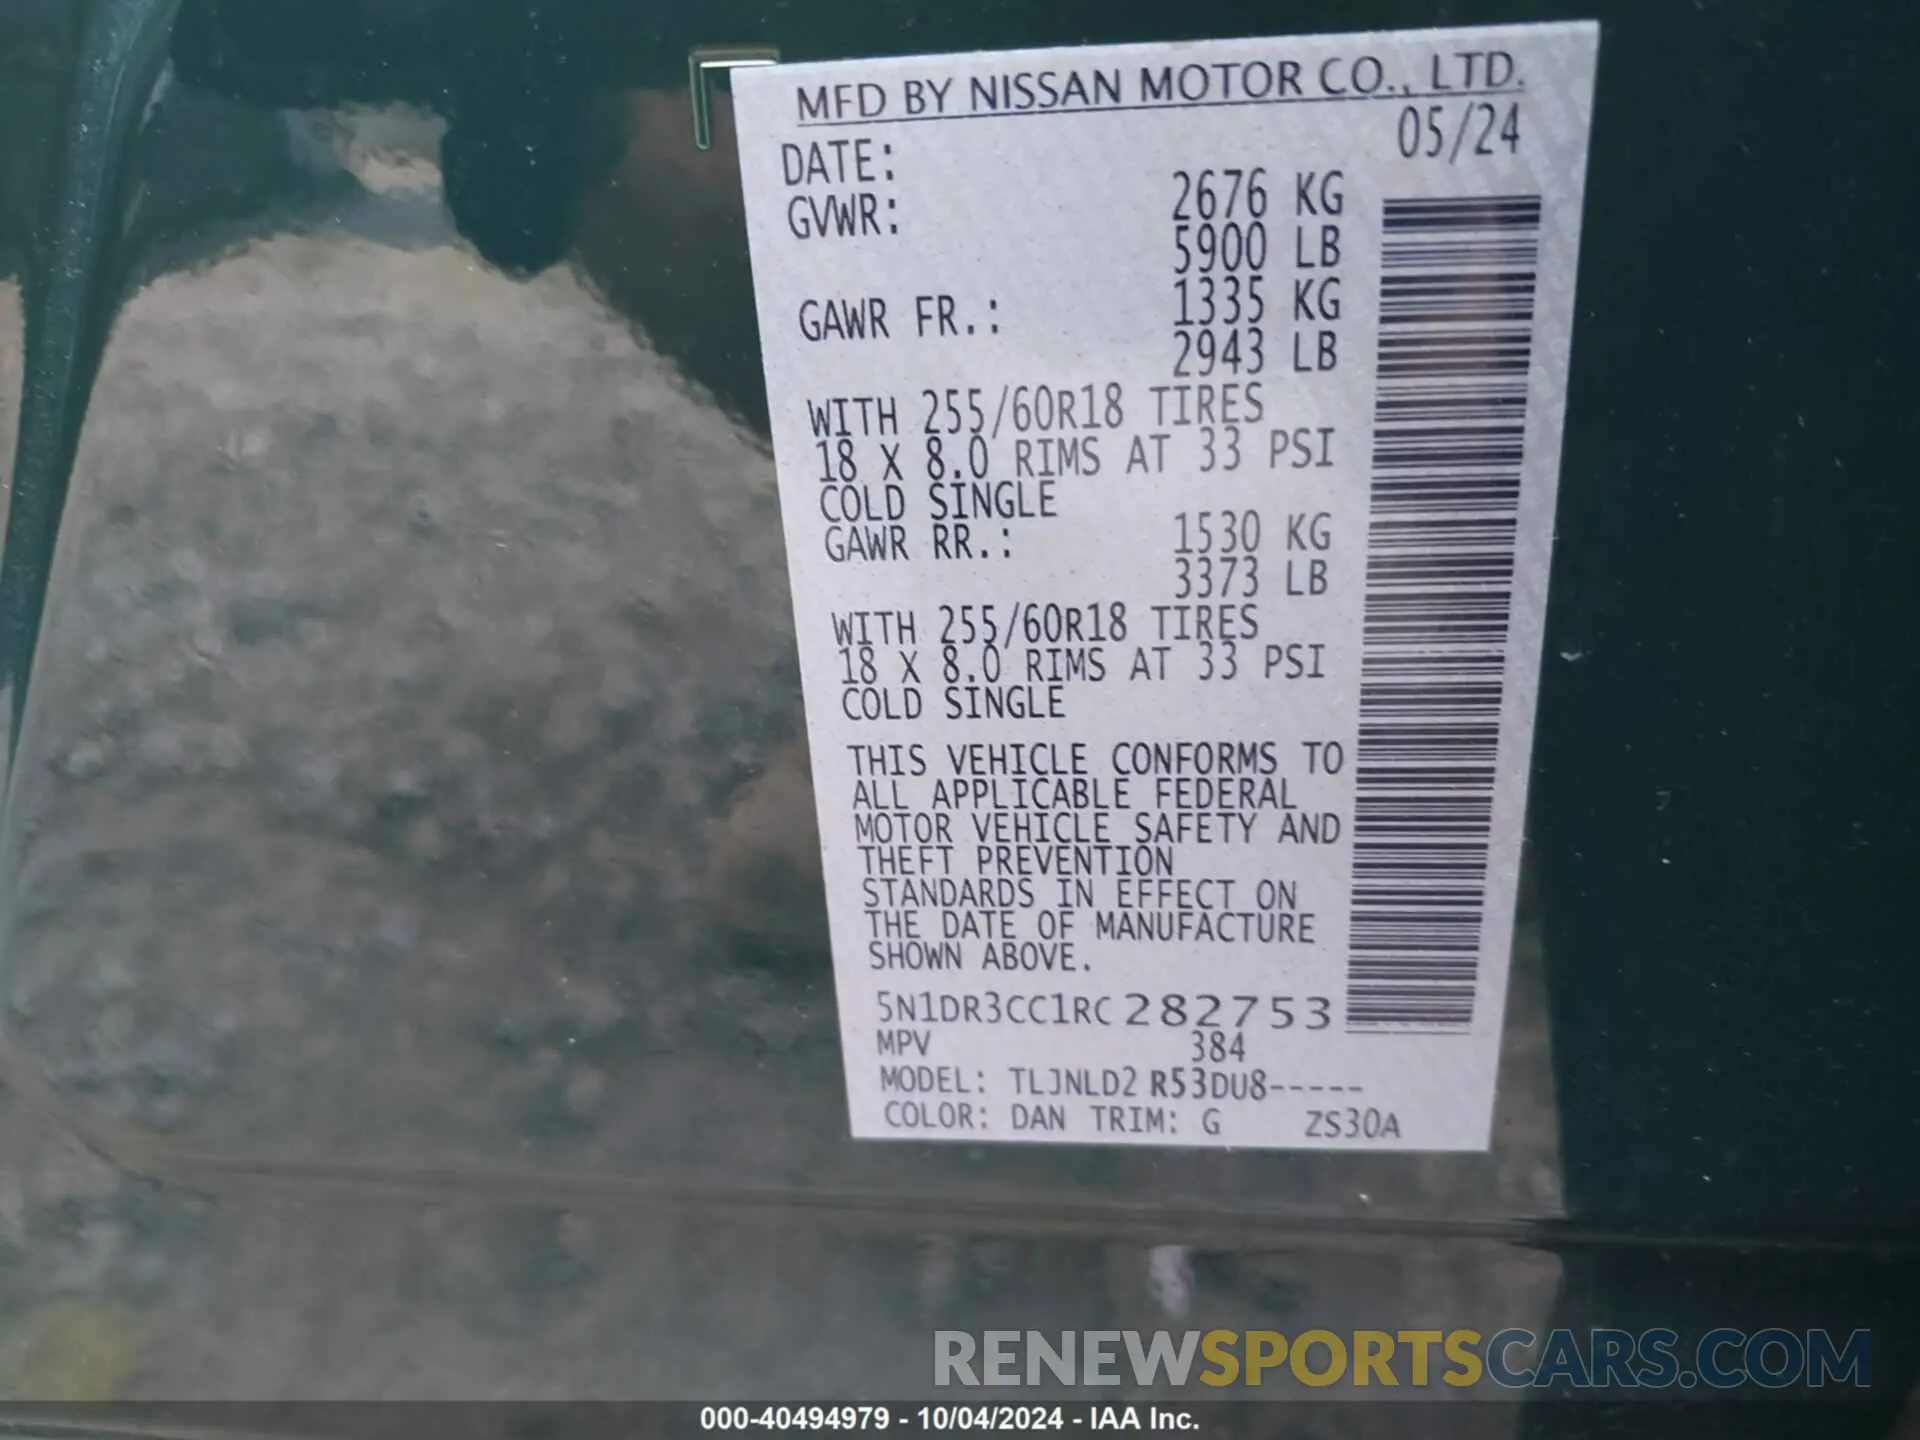 MFD BY NISSAN MOTOR CO., LTD.
DATE: 05/24
GVWR: 2676 KG
5900 LB
GAWR FR.: 1335 KG
2943 LB
WITH 255/60R18 TIRES
18 X 8.0 RIMS AT 33 PSI
COLD SINGLE
GAWR RR.: 1530 KG
3373 LB
WITH 255/60R18 TIRES
18 X 8.0 RIMS AT 33 PSI
COLD SINGLE
THIS VEHICLE CONFORMS TO
ALL APPLICABLE FEDERAL
MOTOR VEHICLE SAFETY AND
THEFT PREVENTION
STANDARDS IN EFFECT ON
THE DATE OF MANUFACTURE
SHOWN ABOVE.
5N1DR3CC1RC282753
MPV 384
MODEL: TLJNLD2 R53DU8-----
COLOR: DAN TRIM: G ZS30A
RENEWSPORTSCARS.COM
000-40494979 - 10/04/2024 - IAA Inc.